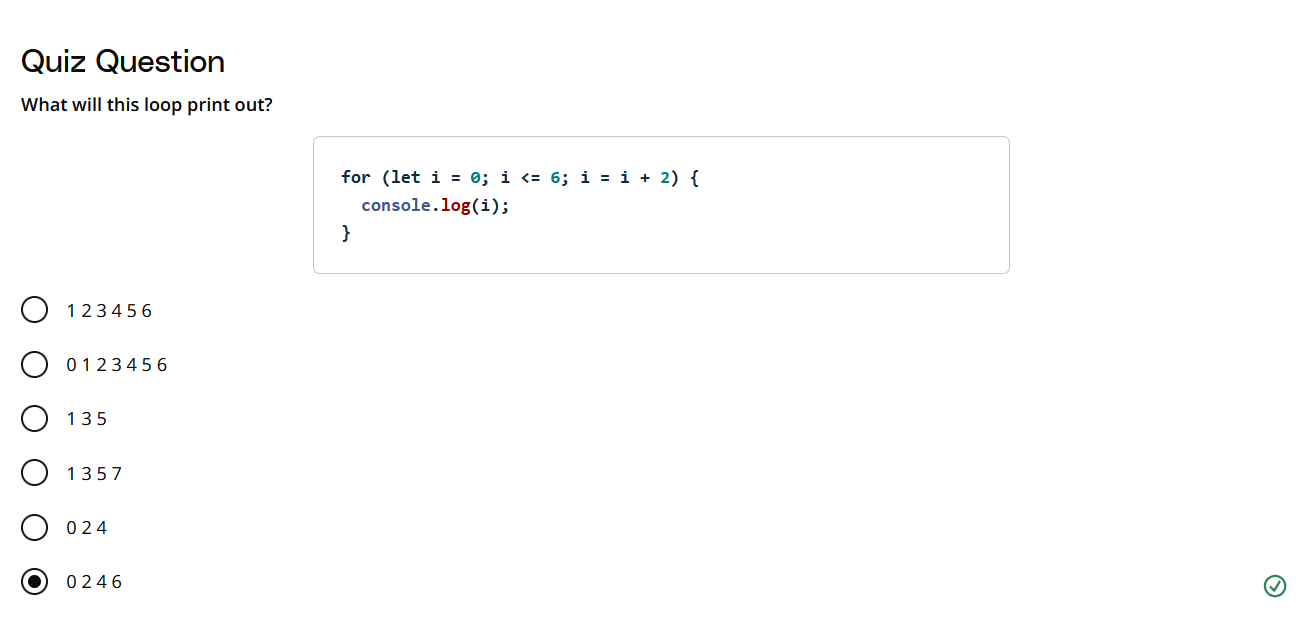 Quiz Question
What will this loop print out?
for (let i = 0; i <= 6; i = i + 2) {
  console.log(i);
}
1 2 3 4 5 6
0 1 2 3 4 5 6
1 3 5
1 3 5 7
0 2 4
0 2 4 6